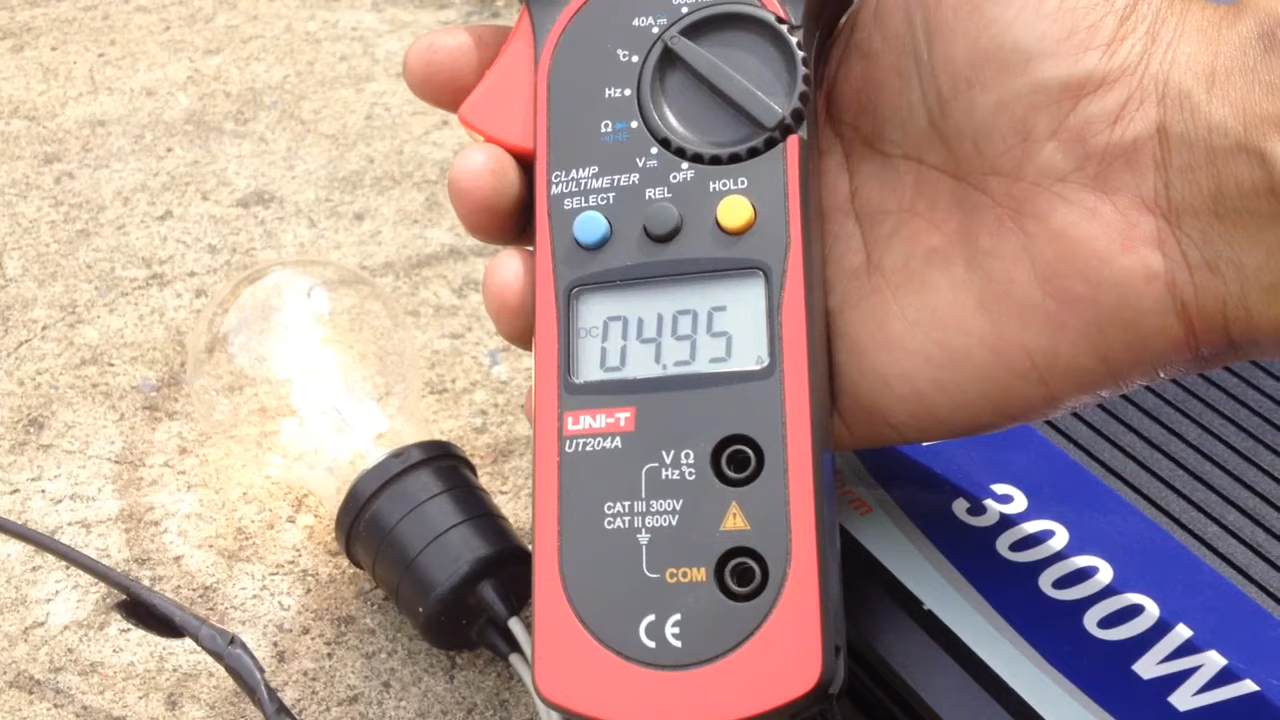 40A
°C
Hz
Ω
V
OFF
CLAMP
MULTIMETER
SELECT
REL
HOLD
DC 04.95 A
UNI-T
UT204A
V Ω
Hz °C
CAT III 300V
CAT II 600V
COM
CE
3000W